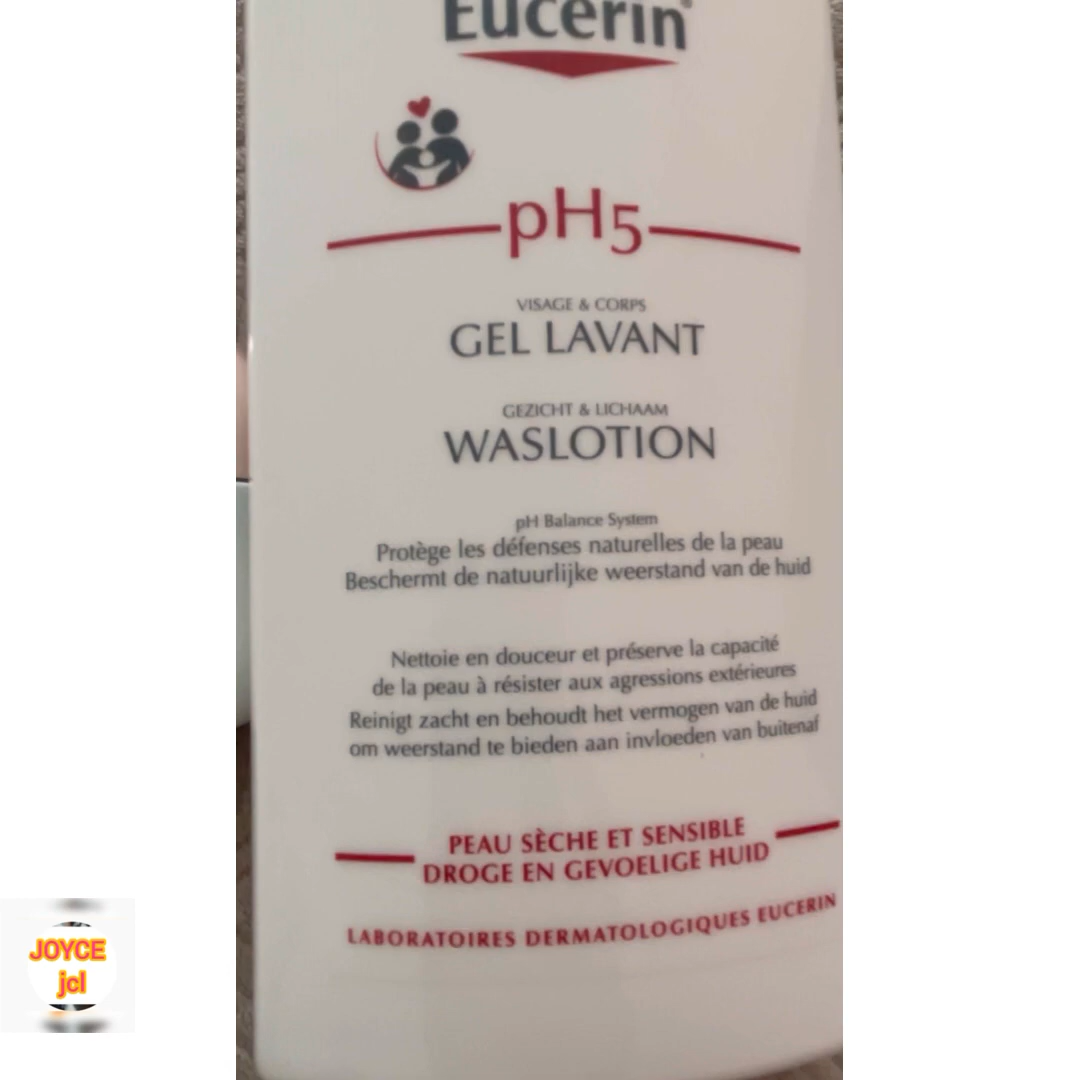 Eucerin®
pH5
VISAGE & CORPS
GEL LAVANT
GEZICHT & LICHAAM
WASLOTION
pH Balance System
Protège les défenses naturelles de la peau
Beschermt de natuurlijke weerstand van de huid
Nettoie en douceur et préserve la capacité
de la peau à résister aux agressions extérieures
Reinigt zacht en behoudt het vermogen van de huid
om weerstand te bieden aan invloeden van buitenaf
PEAU SÈCHE ET SENSIBLE
DROGE EN GEVOELIGE HUID
LABORATOIRES DERMATOLOGIQUES EUCERIN
JOYCE
jcl